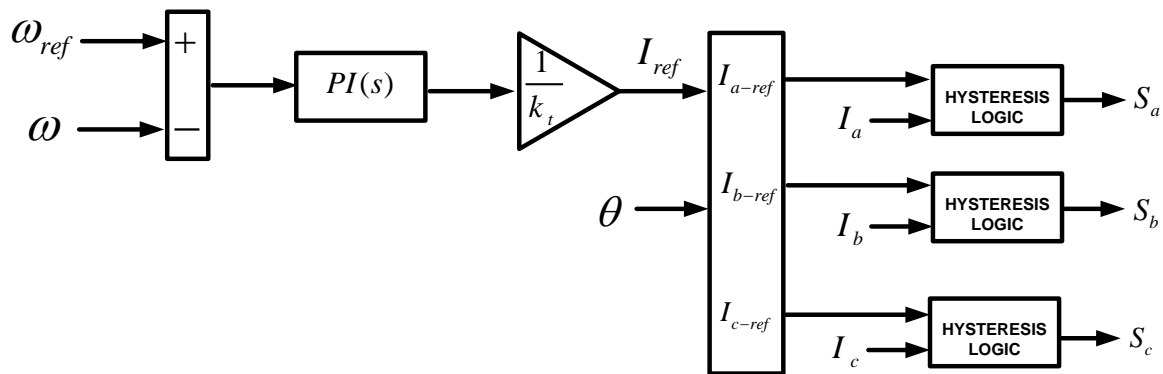 ω_ref
+
−
ω
PI(s)
1
k_t
I_ref
θ
I_a−ref
I_b−ref
I_c−ref
I_a
HYSTERESIS
LOGIC
S_a
I_b
HYSTERESIS
LOGIC
S_b
I_c
HYSTERESIS
LOGIC
S_c